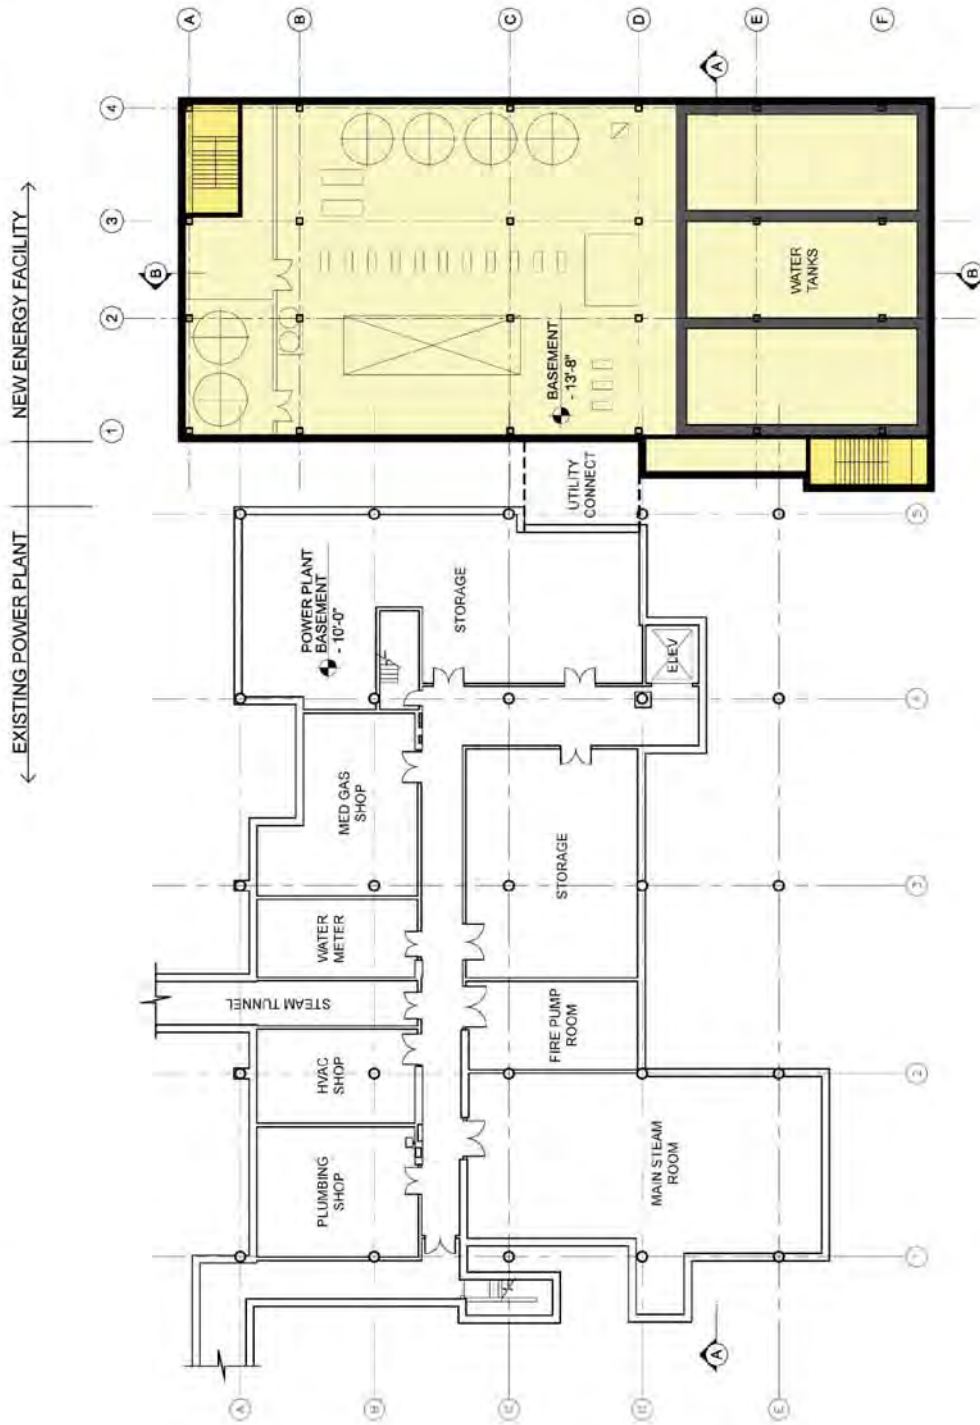 EXISTING POWER PLANT
NEW ENERGY FACILITY
A
B
C
D
E
F
4
3
2
1
A
B
B
WATER
TANKS
BASEMENT
- 13'-8"
UTILITY
CONNECT
POWER PLANT
BASEMENT
- 10'-0"
STORAGE
ELEV
MED GAS
SHOP
STORAGE
WATER
METER
STEAM TUNNEL
FIRE PUMP
ROOM
HVAC
SHOP
PLUMBING
SHOP
MAIN STEAM
ROOM
5
4
3
2
1
A
A
B
C
D
E